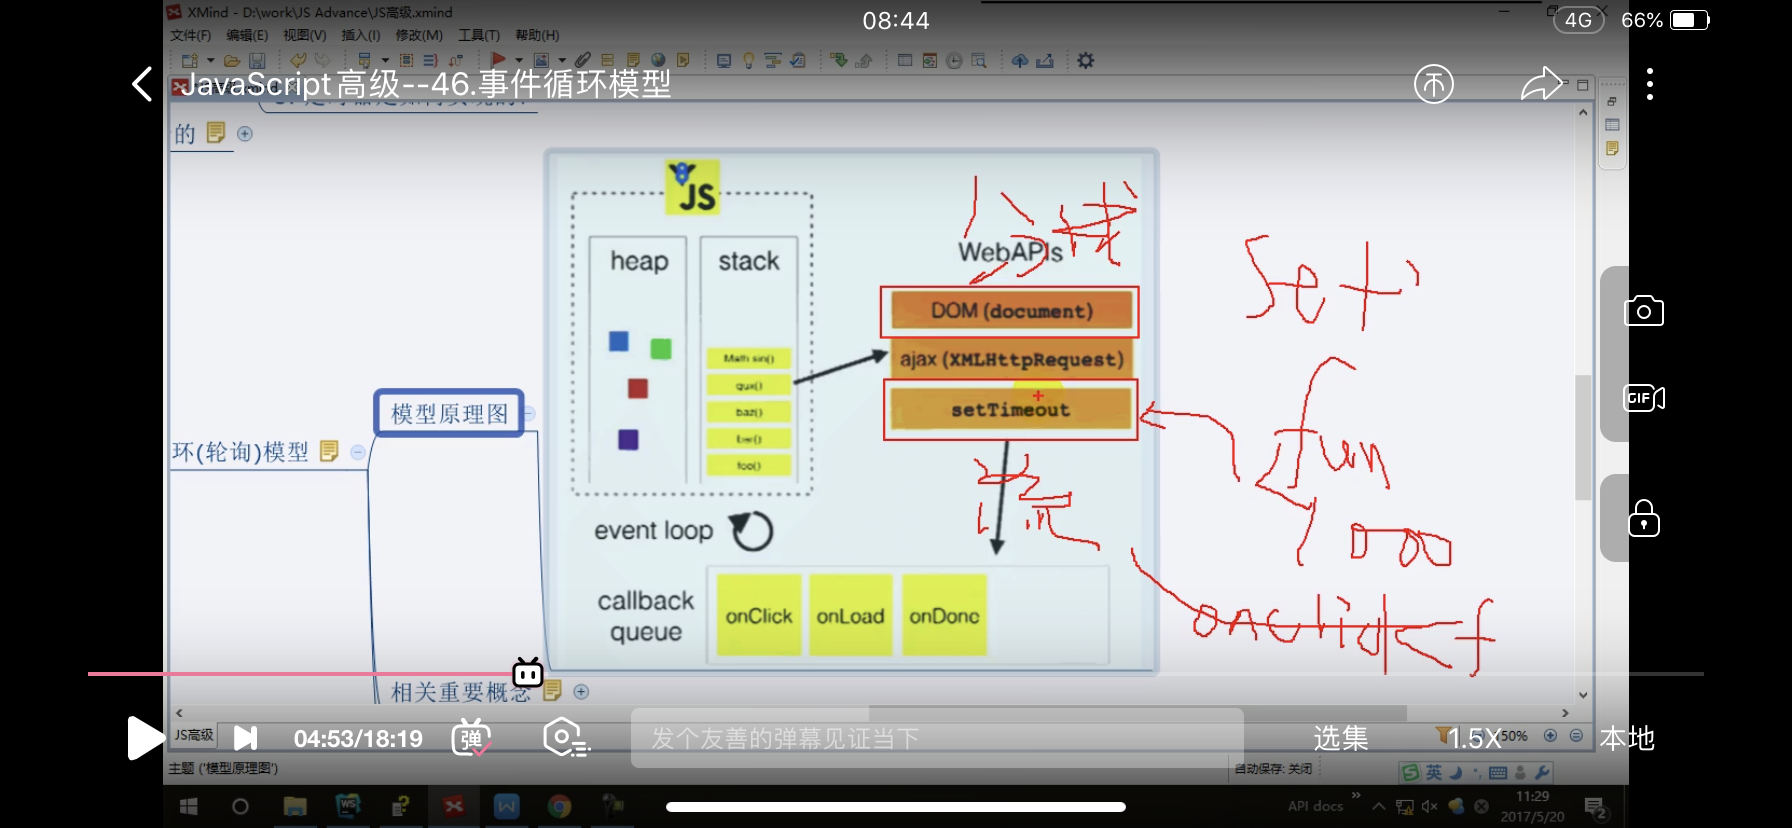 08:44
4G
66%
XMind - D:\work\JS Advance\JS高级.xmind
文件(F) 编辑(E) 视图(V) 插入(I) 修改(M) 工具(T) 帮助(H)
JavaScript高级--46.事件循环模型
的
JS
heap
stack
WebAPIs
DOM (document)
ajax (XMLHttpRequest)
setTimeout
Math sin()
qux()
baz()
bar()
foo()
event loop
callback queue
onClick
onLoad
onDone
模型原理图
环(轮询)模型
相关重要概念
Set
fun
1000
onclick f
GIF
JS高级
04:53/18:19
弹
发个友善的弹幕见证当下
选集
1.5X
50%
本地
主题 ('模型原理图')
自动保存: 关闭
英
API docs
11:29
2017/5/20
2